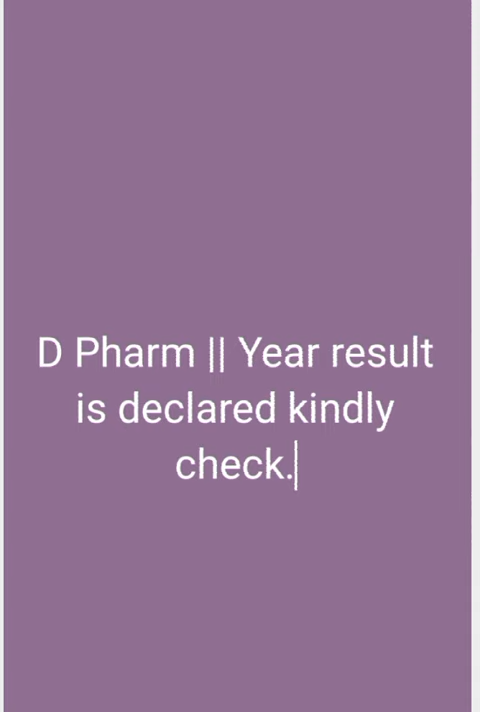 D Pharm || Year result
is declared kindly
check.